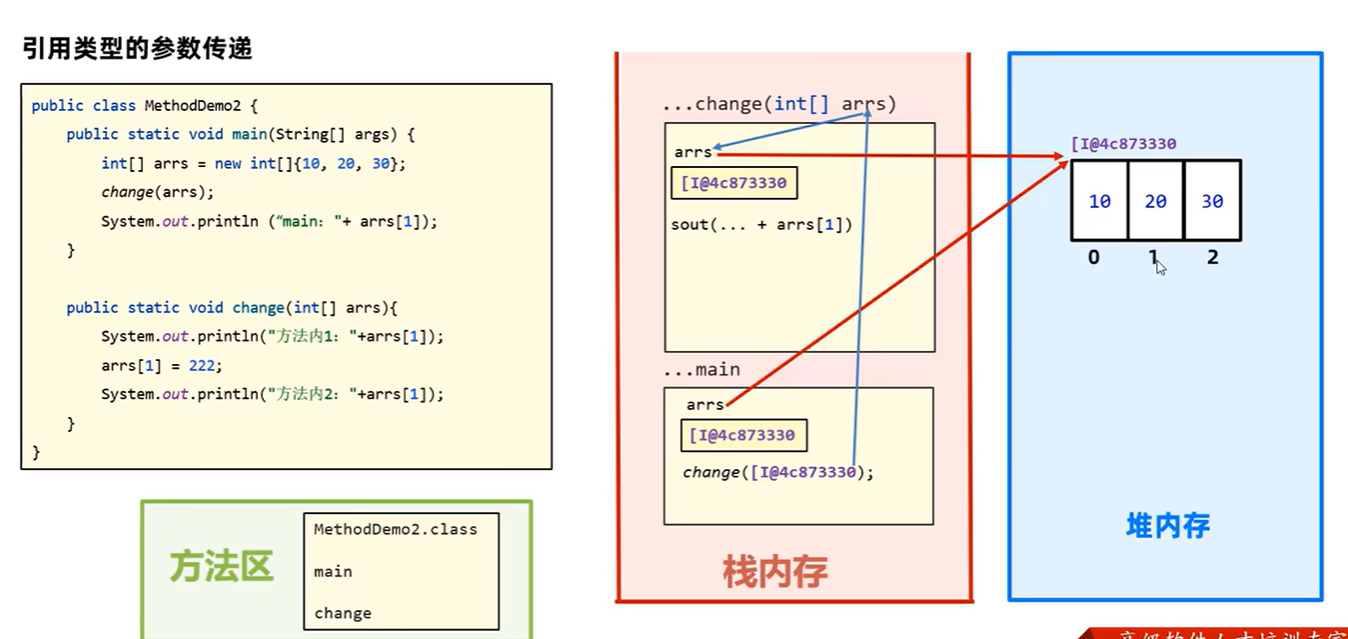 引用类型的参数传递
public class MethodDemo2 {
public static void main(String[] args) {
int[] arrs = new int[]{10, 20, 30};
change(arrs);
System.out.println (“main："+ arrs[1]);
}
public static void change(int[] arrs){
System.out.println("方法内1："+arrs[1]);
arrs[1] = 222;
System.out.println("方法内2："+arrs[1]);
}
}
方法区
MethodDemo2.class
main
change
...change(int[] arrs)
arrs
[I@4c873330
sout(... + arrs[1])
...main
arrs
[I@4c873330
change([I@4c873330);
栈内存
[I@4c873330
10 20 30
0 1 2
堆内存